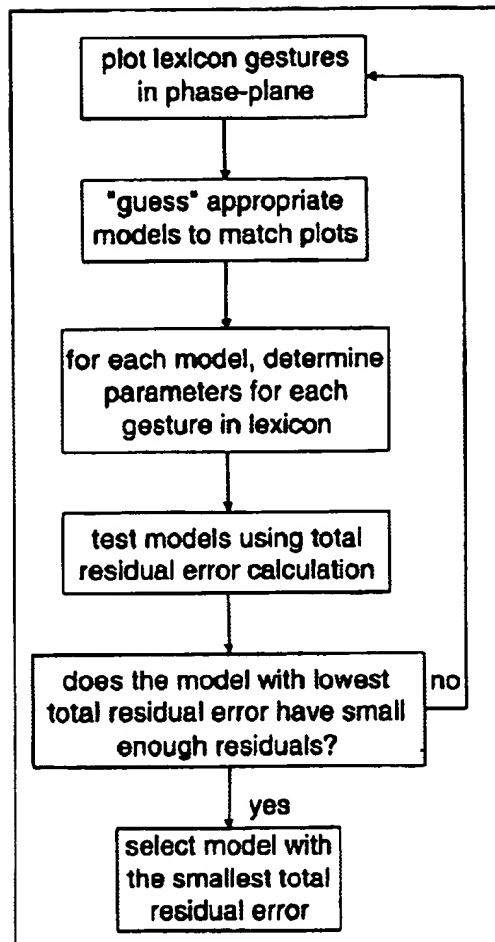 plot lexicon gestures
in phase-plane
"guess" appropriate
models to match plots
for each model, determine
parameters for each
gesture in lexicon
test models using total
residual error calculation
does the model with lowest
total residual error have small
enough residuals?
no
yes
select model with
the smallest total
residual error